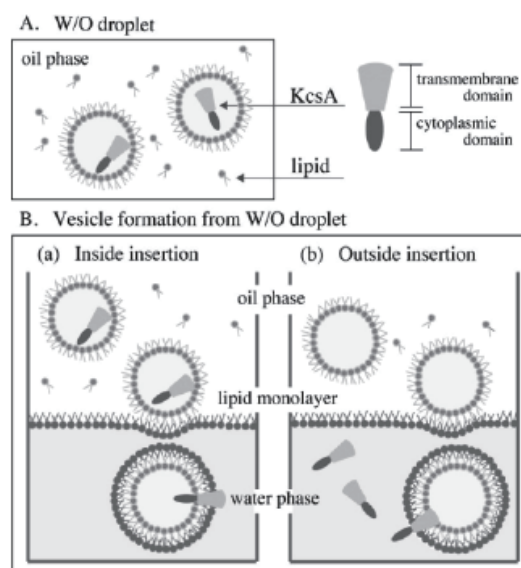 A. W/O droplet
oil phase
KcsA
lipid
transmembrane
domain
cytoplasmic
domain
B. Vesicle formation from W/O droplet
(a) Inside insertion
(b) Outside insertion
oil phase
lipid monolayer
water phase